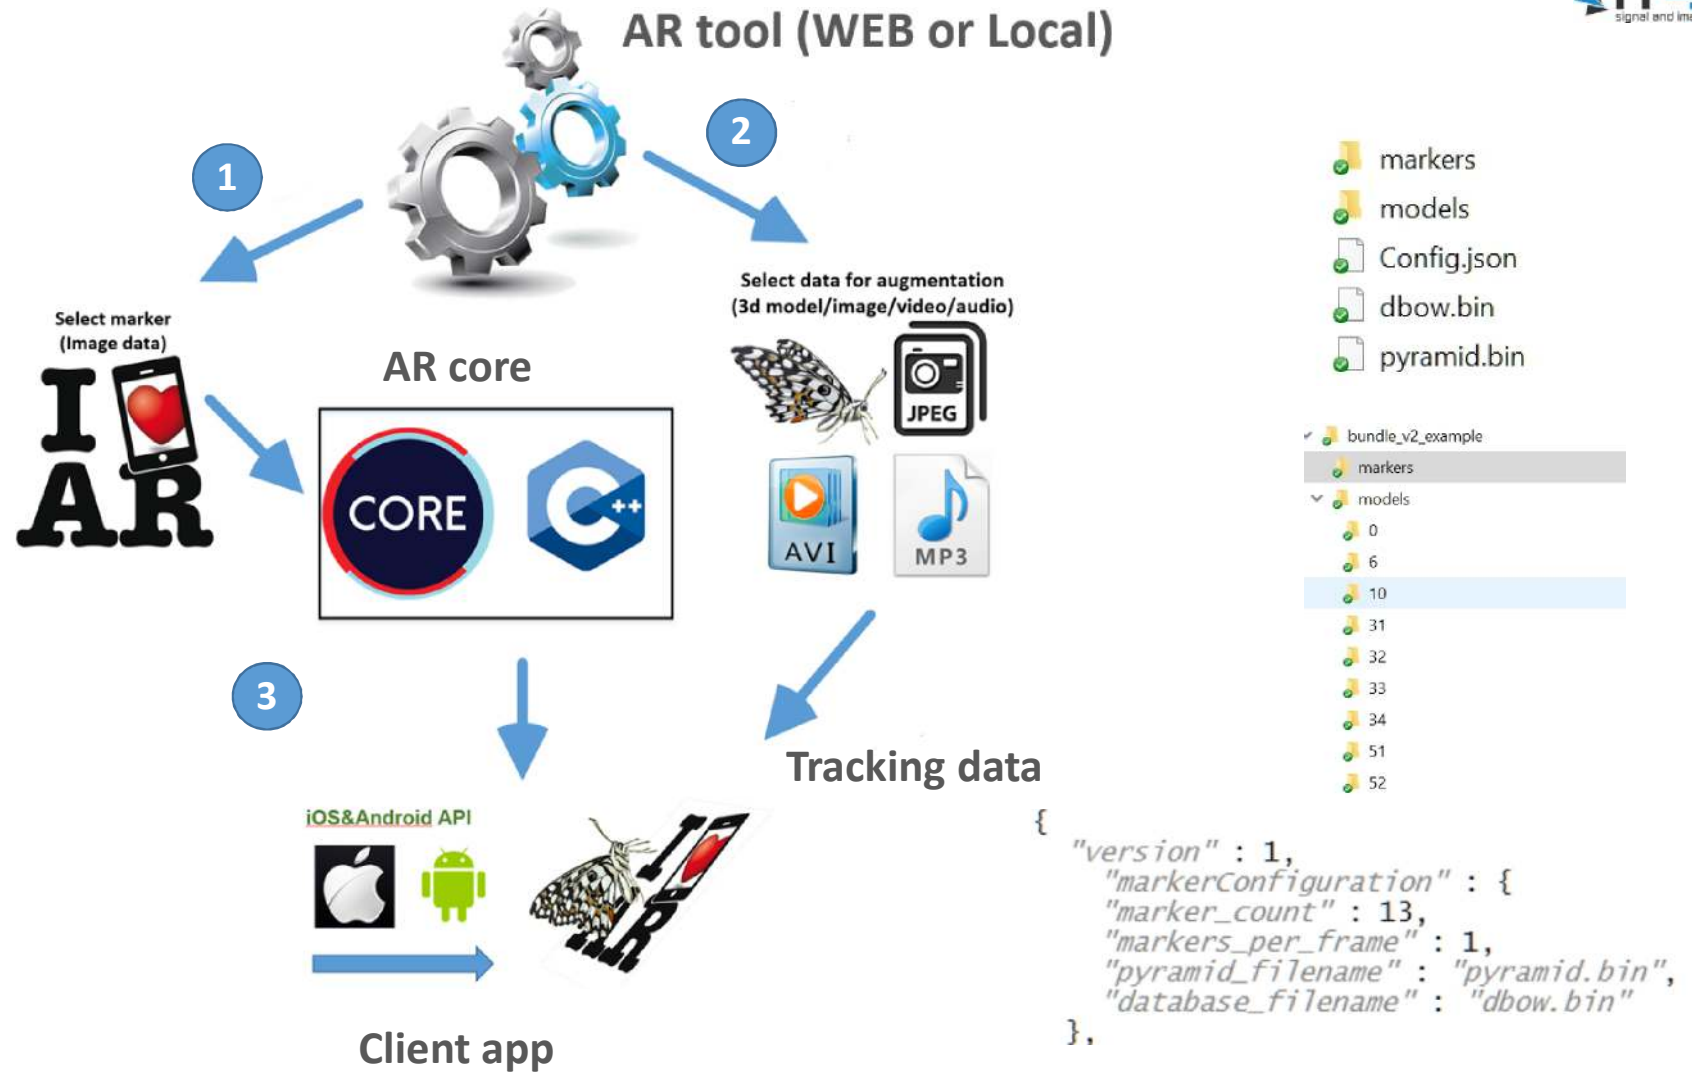 AR tool (WEB or Local)
signal and
1
2
Select marker
(Image data)
I
AR
AR core
CORE
C++
Select data for augmentation
(3d model/image/video/audio)
JPEG
AVI
MP3
3
Tracking data
iOS&Android API
I
AR
Client app
markers
models
Config.json
dbow.bin
pyramid.bin
bundle_v2_example
markers
models
0
6
10
31
32
33
34
51
52
{
"version" : 1,
"markerConfiguration" : {
"marker_count" : 13,
"markers_per_frame" : 1,
"pyramid_filename" : "pyramid.bin",
"database_filename" : "dbow.bin"
},